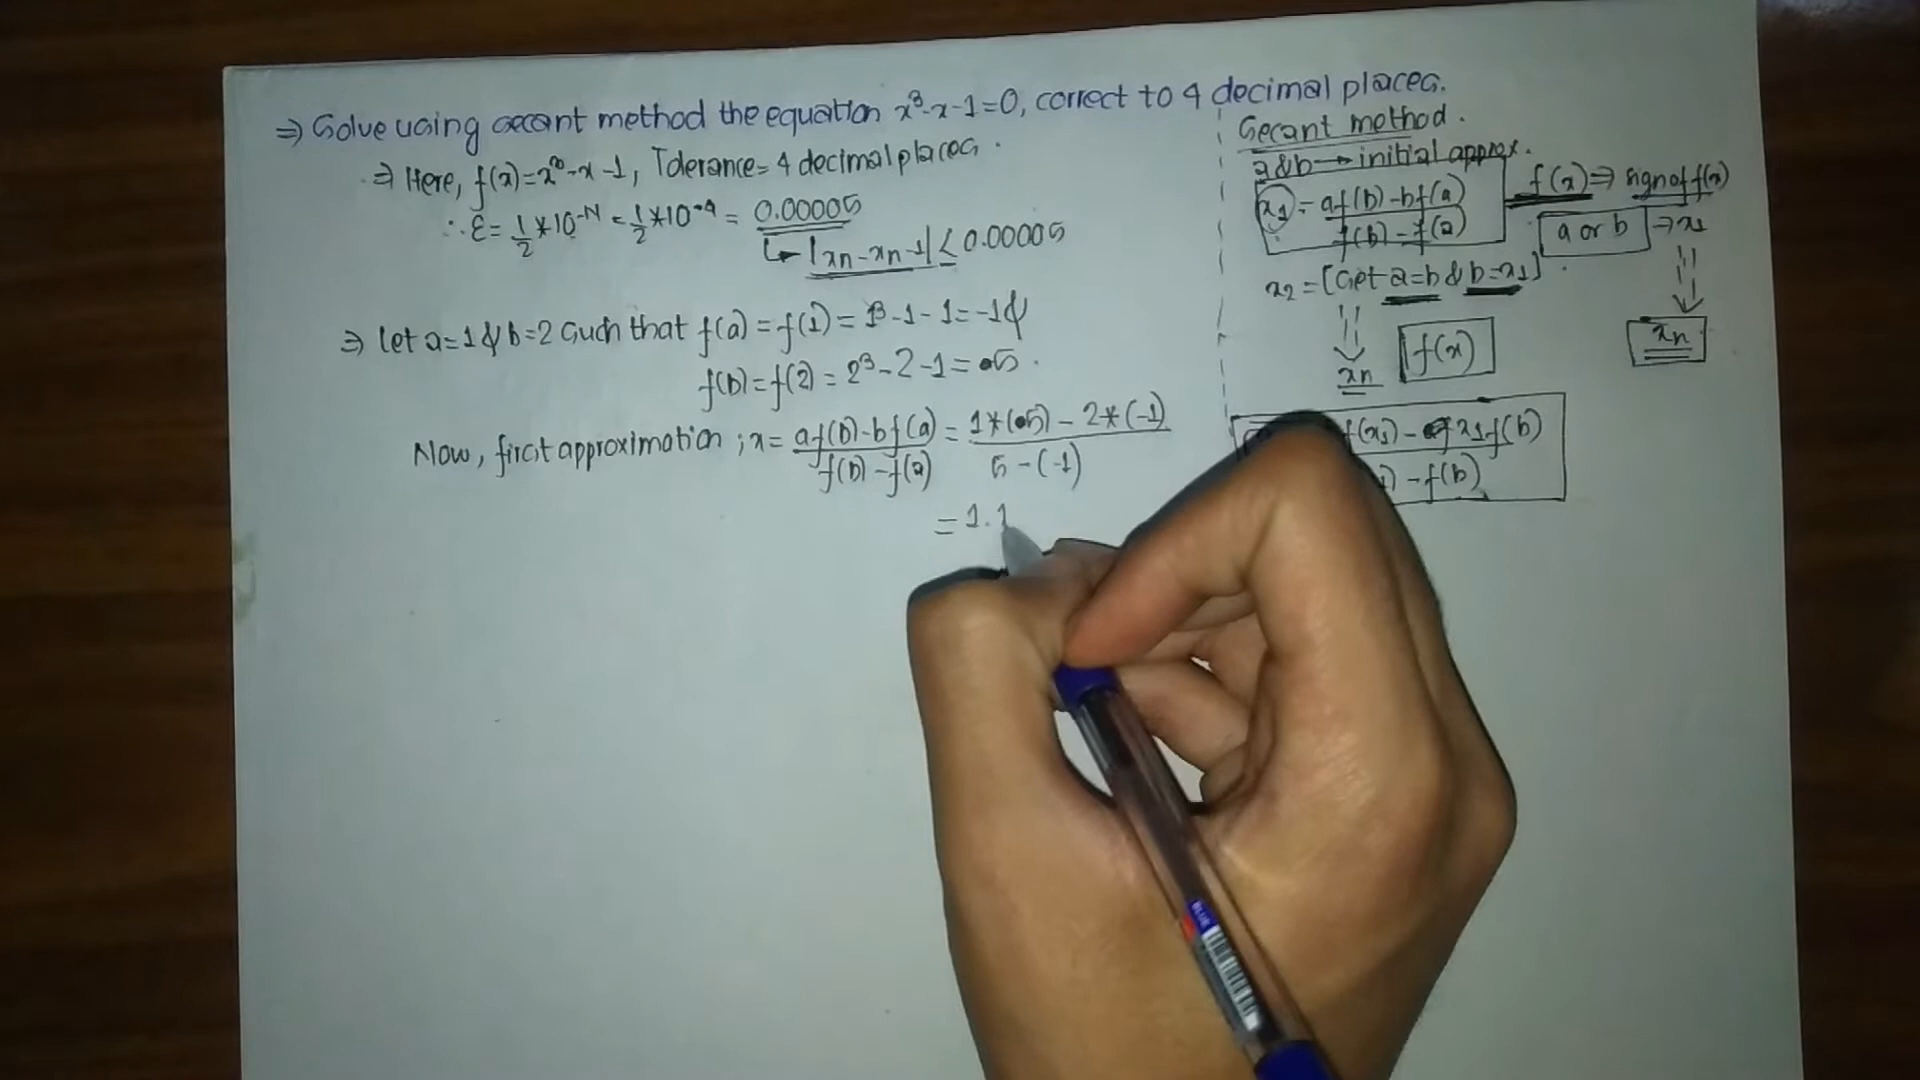 ⇒ Solve using secant method the equation x³-x-1=0, correct to 4 decimal places.
⇒ Here, f(x)=x³-x-1, Tolerance=4 decimal places.
∴ ε=1/2*10^-N = 1/2*10^-4 = 0.00005
|xn-xn-1| < 0.00005
⇒ let a=1 & b=2 such that f(a)=f(1)=1³-1-1=-1 &
f(b)=f(2)=2³-2-1=5.
Now, first approximation; x = (af(b)-bf(a))/(f(b)-f(a)) = (1*(5)-2*(-1))/(5-(-1))
=1.1
Secant method.
a & b → initial approx.
x1 = (af(b)-bf(a))/(f(b)-f(a))
f(x) ⇒ sign of f(x)
a or b ⇒ x1
x2=[Set a=b & b=x1].
xn
f(x)
xn
f(x1)-x1f(b)
)-f(b)
BLUE